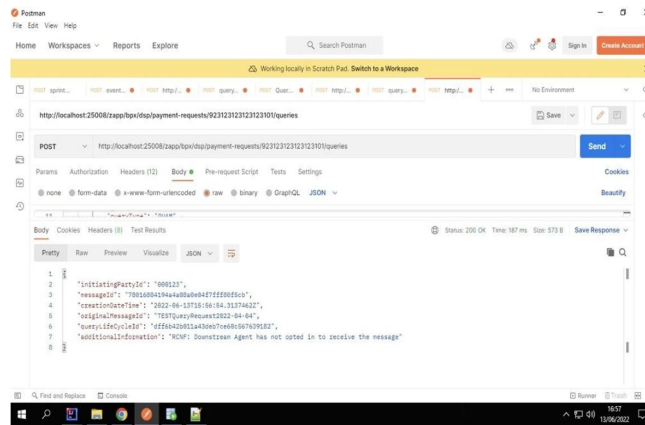 Postman
File Edit View Help
Home Workspaces Reports Explore Search Postman Sign In Create Account
Working locally in Scratch Pad. Switch to a Workspace
POST sprint... POST event... POST http:/... POST query... POST Quer... POST http:/... POST query... POST http:/... No Environment
http://localhost:25008/zapp/bpx/dsp/payment-requests/923123123123123101/queries Save
POST http://localhost:25008/zapp/bpx/dsp/payment-requests/923123123123123101/queries Send
Params Authorization Headers (12) Body Pre-request Script Tests Settings Cookies
none form-data x-www-form-urlencoded raw binary GraphQL JSON Beautify
11 "queryType": "QUAM"
Body Cookies Headers (8) Test Results Status: 200 OK Time: 187 ms Size: 573 B Save Response
Pretty Raw Preview Visualize JSON
1 {
2 "initiatingPartyId": "000123",
3 "messageId":
4 "creationDateTime": "2022-06-13T15:56:54.3137462Z",
5 "originalMessageId": "TESTQueryRequest2022-04-04",
6 "queryLifeCycleId": "dff6b42b011a43deb7ce60c567639182",
7 "additionalInformation": "RCNF: Downstream Agent has not opted in to receive the message"
8 }
Find and Replace Console Runner Trash
16:57
13/06/2022